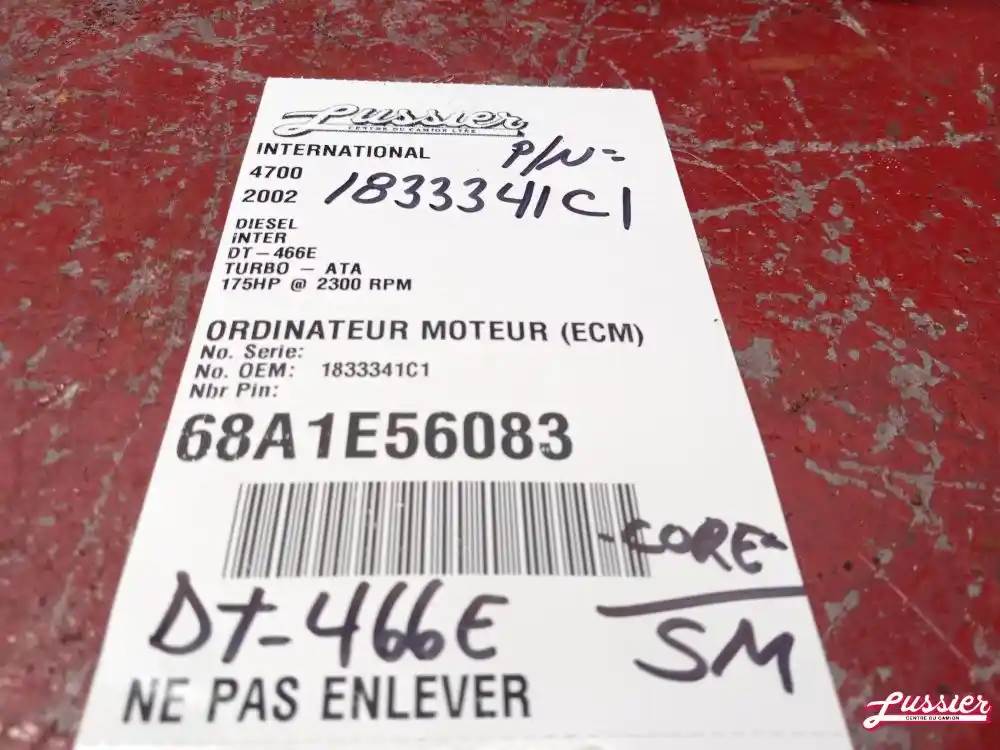 Lussier
CENTRE DU CAMION LTÉE
INTERNATIONAL
P/N=
4700
2002
1833341C1
DIESEL
INTER
DT-466E
TURBO - ATA
175HP @ 2300 RPM
ORDINATEUR MOTEUR (ECM)
No. Serie:
No. OEM: 1833341C1
Nbr Pin:
68A1E56083
-CORE-
DT-466E
SM
NE PAS ENLEVER
Lussier
CENTRE DU CAMION